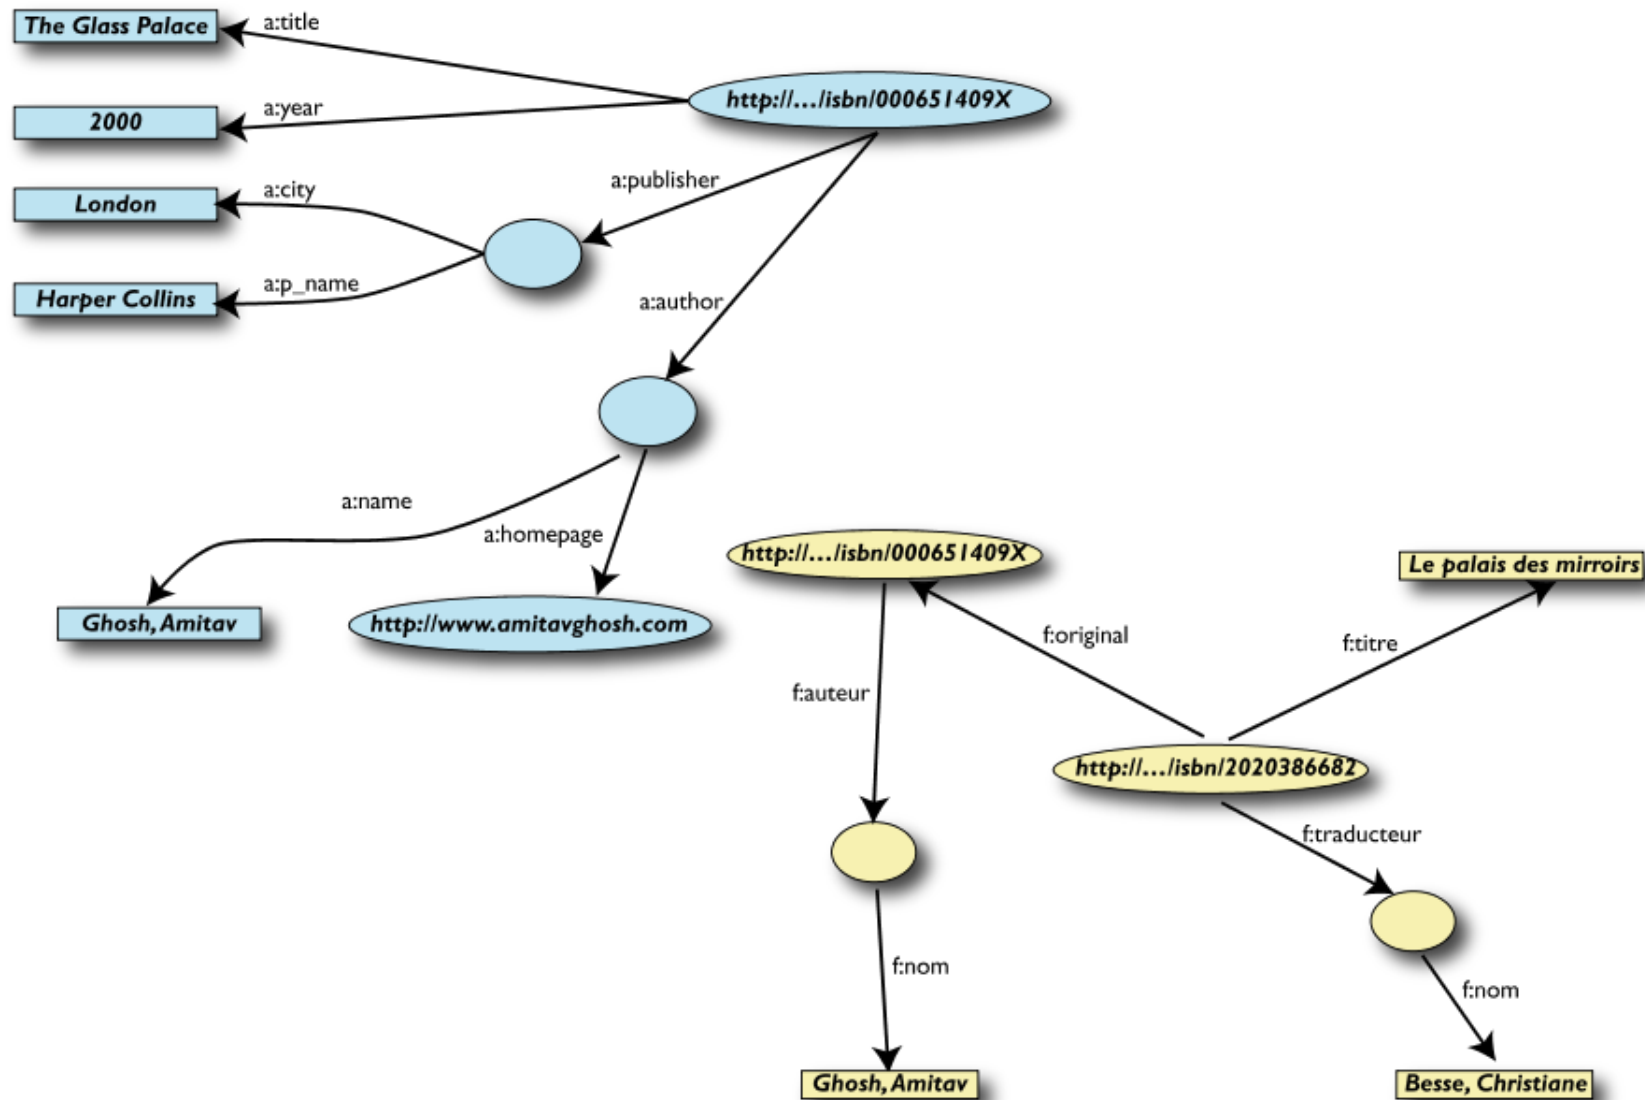 The Glass Palace
a:title
http://.../isbn/000651409X
a:year
2000
a:publisher
a:city
London
a:p_name
Harper Collins
a:author
a:name
a:homepage
Ghosh, Amitav
http://www.amitavghosh.com
http://.../isbn/000651409X
Le palais des mirroirs
f:original
f:titre
f:auteur
http://.../isbn/2020386682
f:traducteur
f:nom
f:nom
Ghosh, Amitav
Besse, Christiane